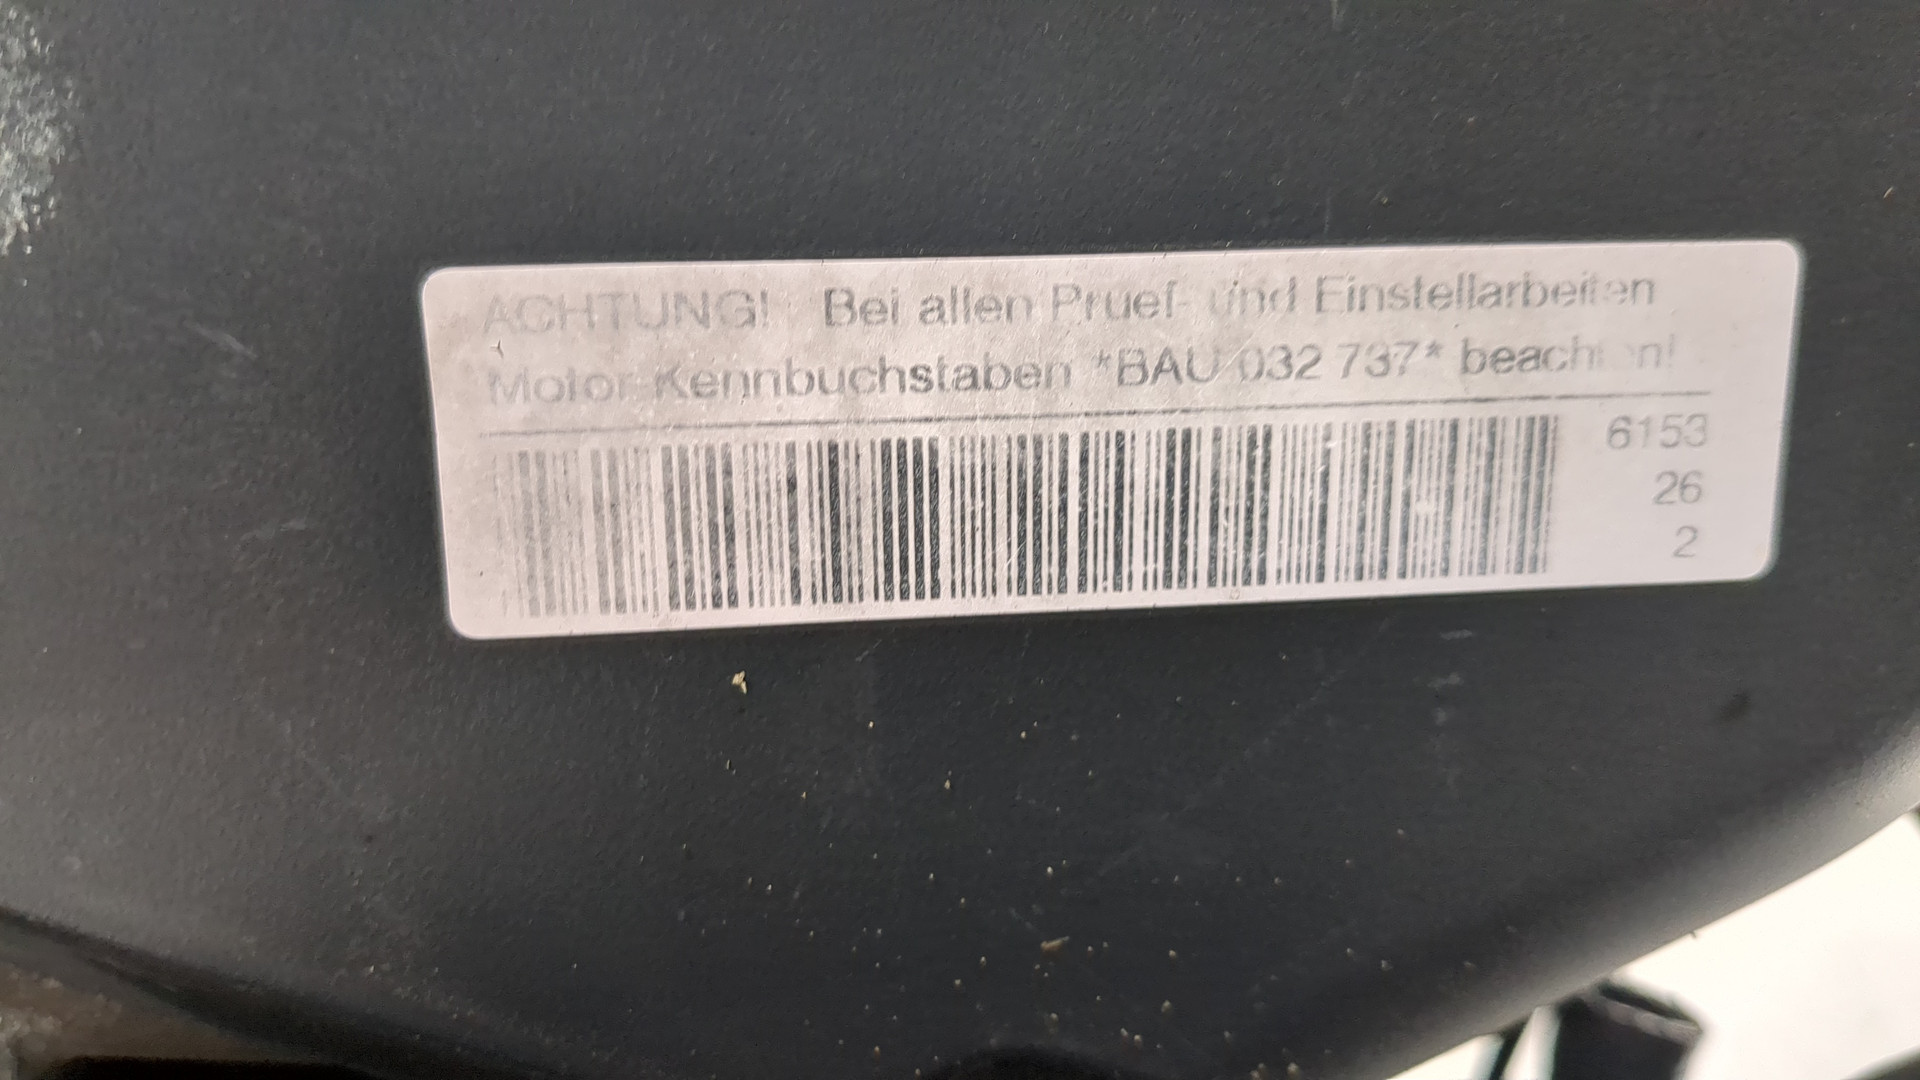 ACHTUNG! Bei allen Pruef- und Einstellarbeiten
Motor-Kennbuchstaben *BAU 032 737* beachten!
6153
26
2